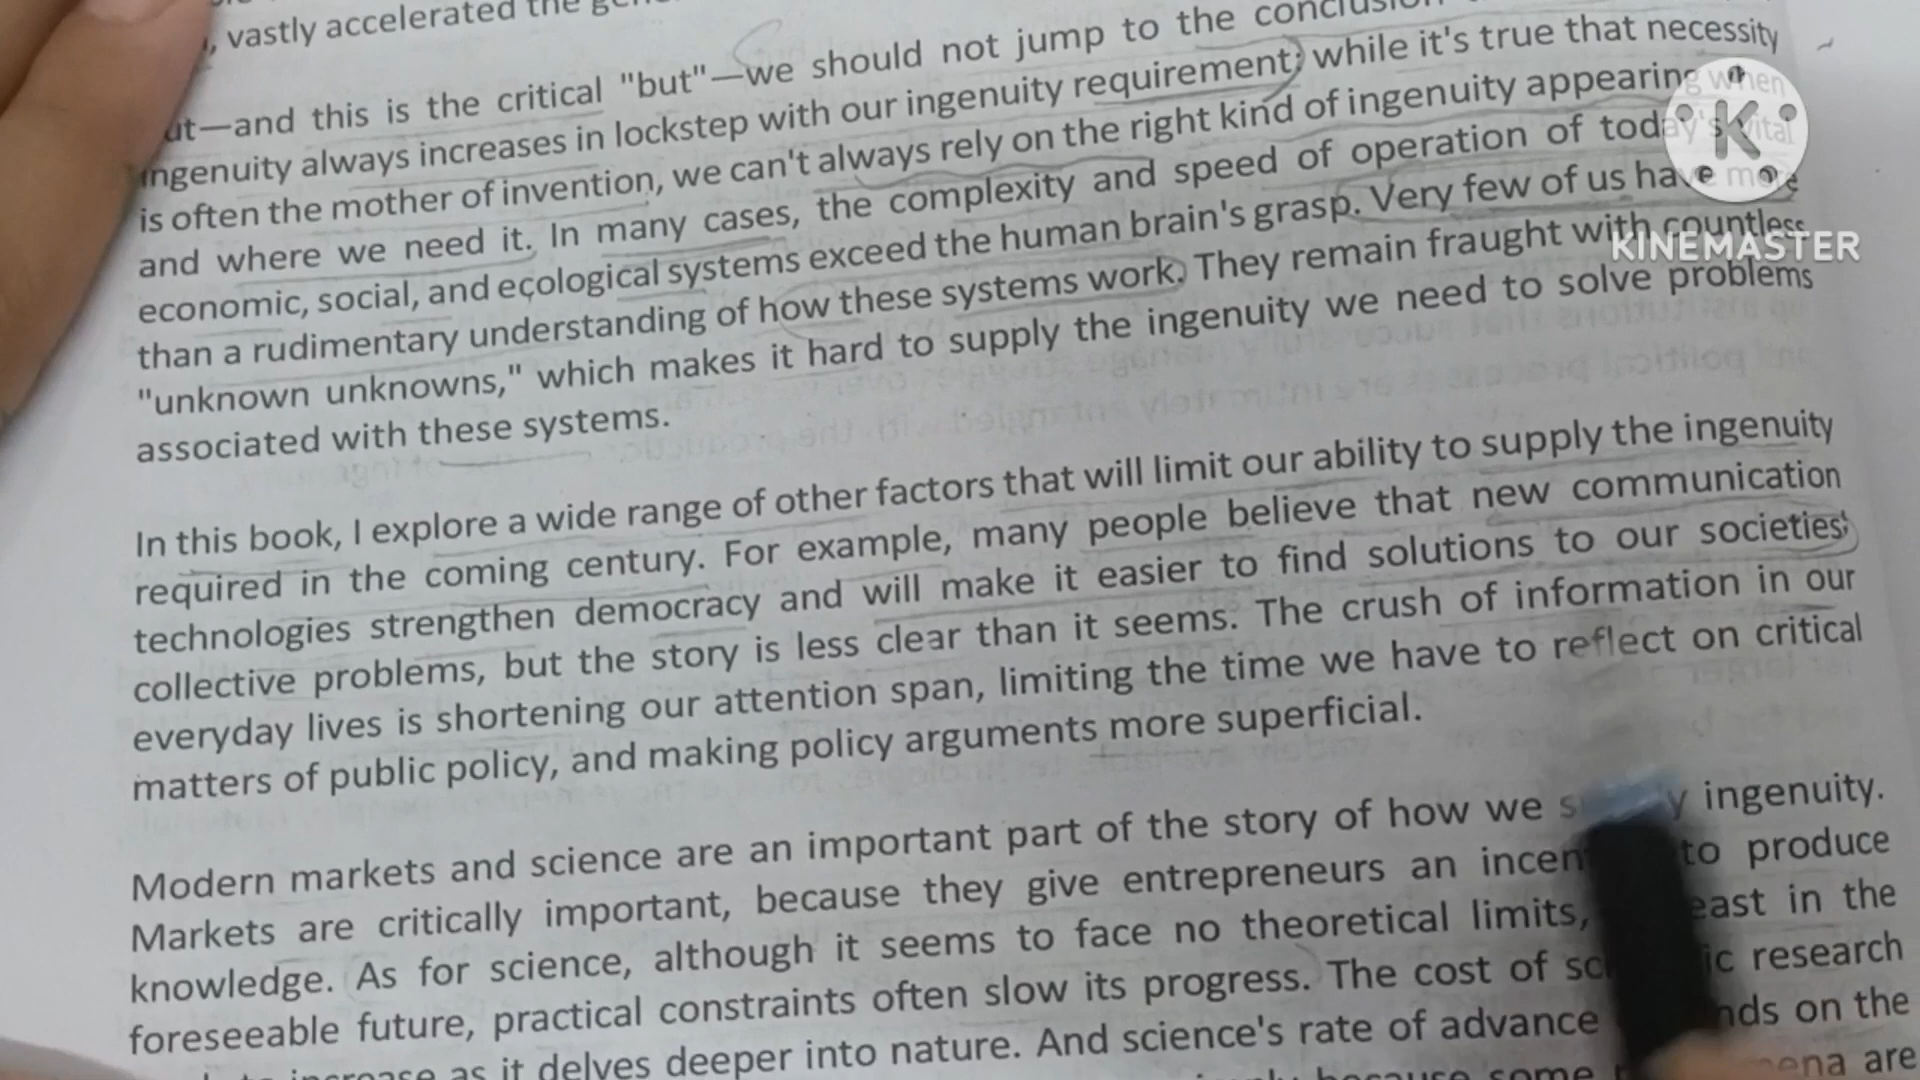 , vastly accelerated the
ut—and this is the critical "but"—we should not jump to the conclusion
ingenuity always increases in lockstep with our ingenuity requirement; while it's true that necessity
is often the mother of invention, we can't always rely on the right kind of ingenuity appearing when
and where we need it. In many cases, the complexity and speed of operation of today's vital
economic, social, and ecological systems exceed the human brain's grasp. Very few of us have more
than a rudimentary understanding of how these systems work. They remain fraught with countless
"unknown unknowns," which makes it hard to supply the ingenuity we need to solve problems
associated with these systems.
In this book, I explore a wide range of other factors that will limit our ability to supply the ingenuity
required in the coming century. For example, many people believe that new communication
technologies strengthen democracy and will make it easier to find solutions to our societies'
collective problems, but the story is less clear than it seems. The crush of information in our
everyday lives is shortening our attention span, limiting the time we have to reflect on critical
matters of public policy, and making policy arguments more superficial.
Modern markets and science are an important part of the story of how we ingenuity.
Markets are critically important, because they give entrepreneurs an to produce
knowledge. As for science, although it seems to face no theoretical limits, in the
foreseeable future, practical constraints often slow its progress. The cost of research
increase as it delves deeper into nature. And science's rate of advance on the
because some are
K
KINEMASTER